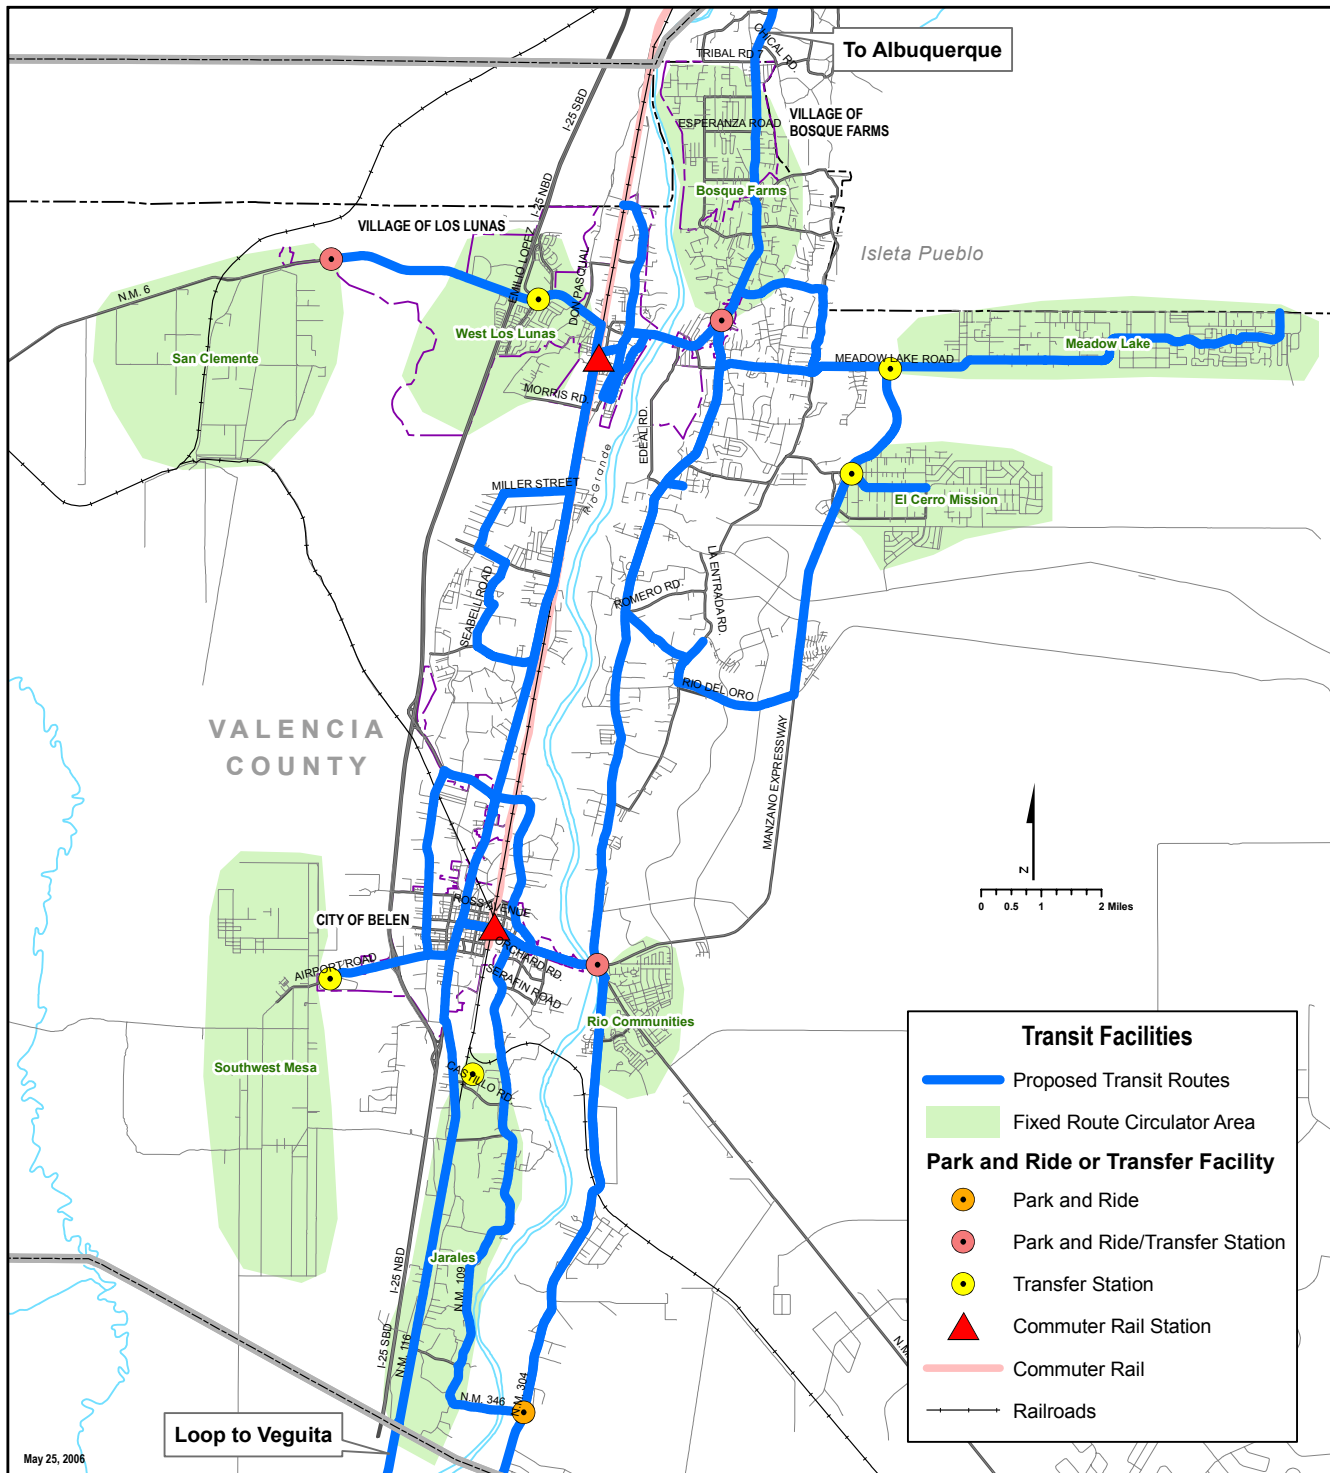 To Albuquerque
CHICAL RD.
TRIBAL RD 7
I-25 SBD
VILLAGE OF
BOSQUE FARMS
ESPERANZA ROAD
Bosque Farms
I-25 NBD
VILLAGE OF LOS LUNAS
Isleta Pueblo
EMILIO LOPEZ
DON PASQUAL
N.M. 6
West Los Lunas
San Clemente
Meadow Lake
MEADOW LAKE ROAD
MORRIS RD.
EDEAL RD.
Rio Grande
MILLER STREET
El Cerro Mission
LA ENTRADA RD.
SEABELL ROAD
ROMERO RD.
RIO DEL ORO
VALENCIA
COUNTY
MANZANO EXPRESSWAY
N
0 0.5 1 2 Miles
ROSS AVENUE
CITY OF BELEN
ORCHARD RD.
AIRPORT ROAD
SERAFIN ROAD
Rio Communities
Southwest Mesa
CASTILLO RD.
Jarales
N.M. 109
I-25 NBD
I-25 SBD
N.M. 116
N.M. 346
N.M. 304
N.M.
Loop to Veguita
May 25, 2006
Transit Facilities
Proposed Transit Routes
Fixed Route Circulator Area
Park and Ride or Transfer Facility
Park and Ride
Park and Ride/Transfer Station
Transfer Station
Commuter Rail Station
Commuter Rail
Railroads